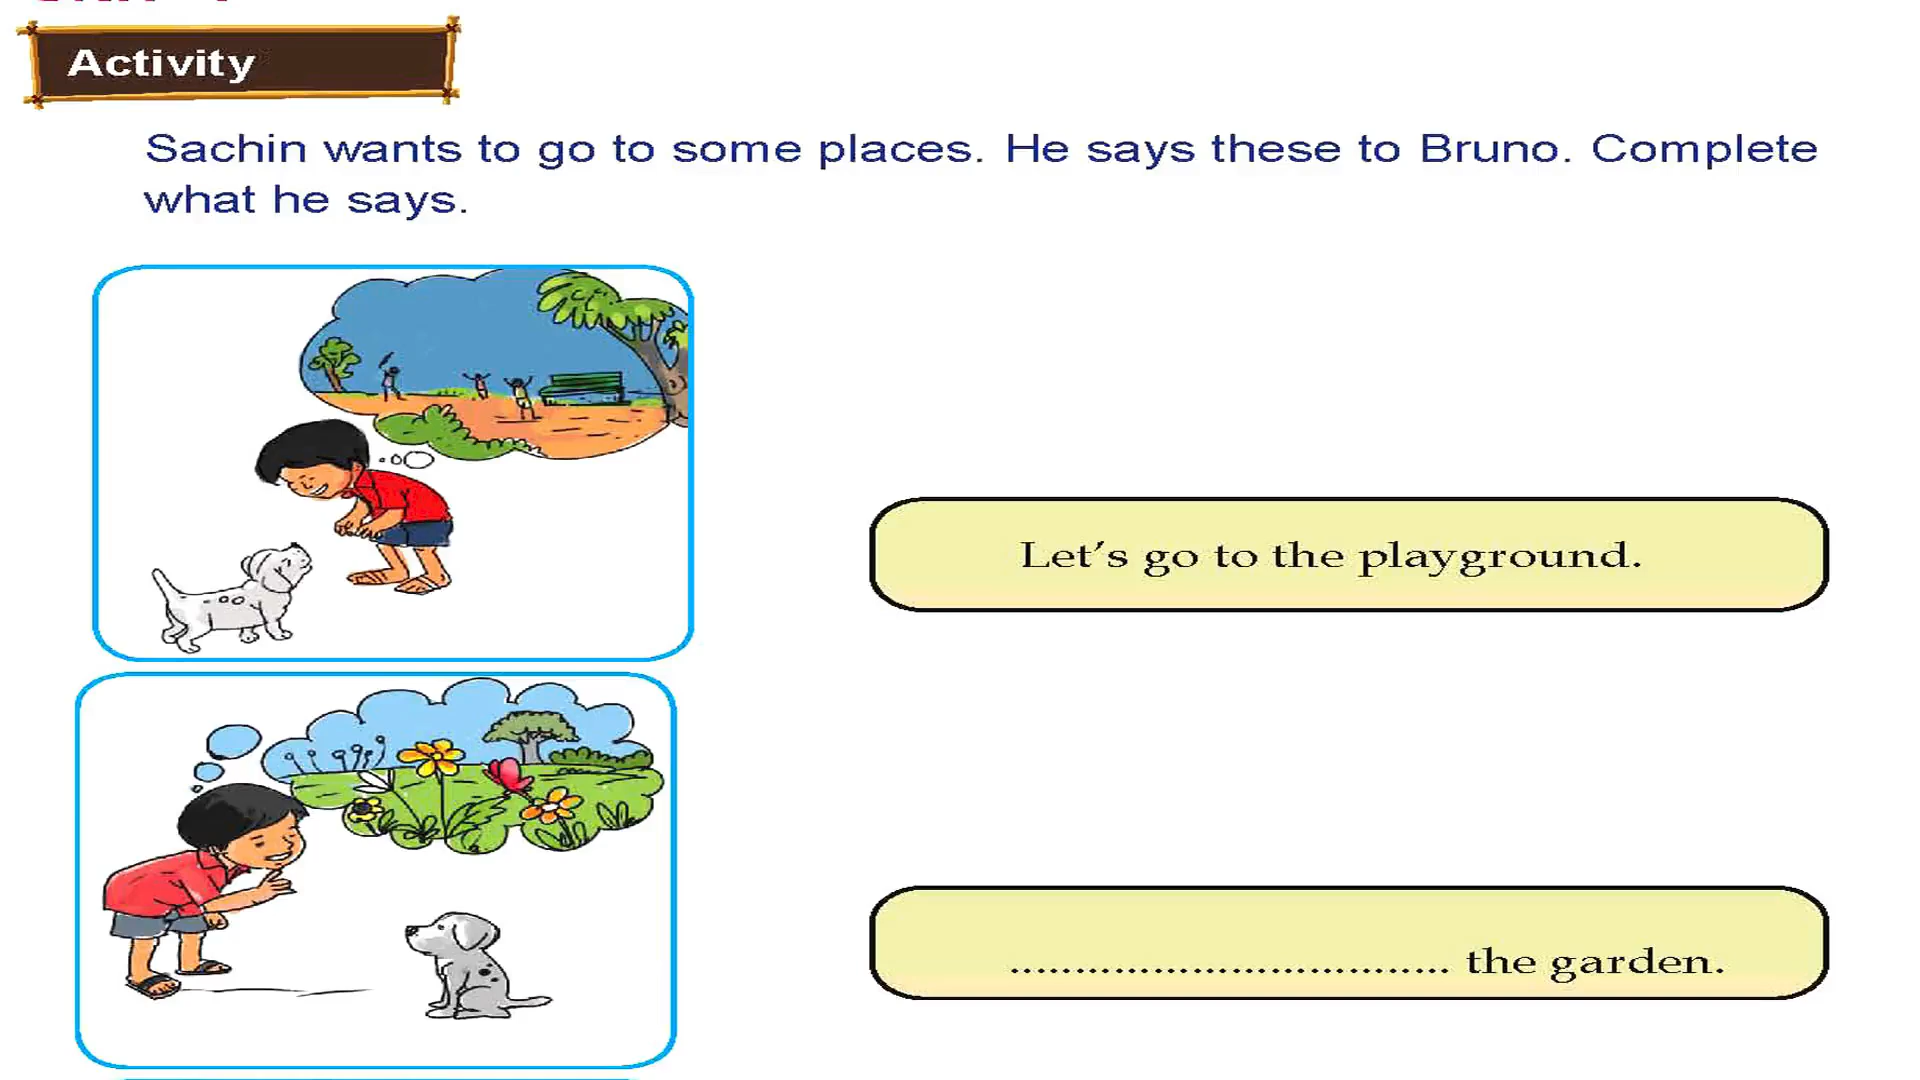 Activity
Sachin wants to go to some places. He says these to Bruno. Complete
what he says.
Let's go to the playground.
.................................. the garden.